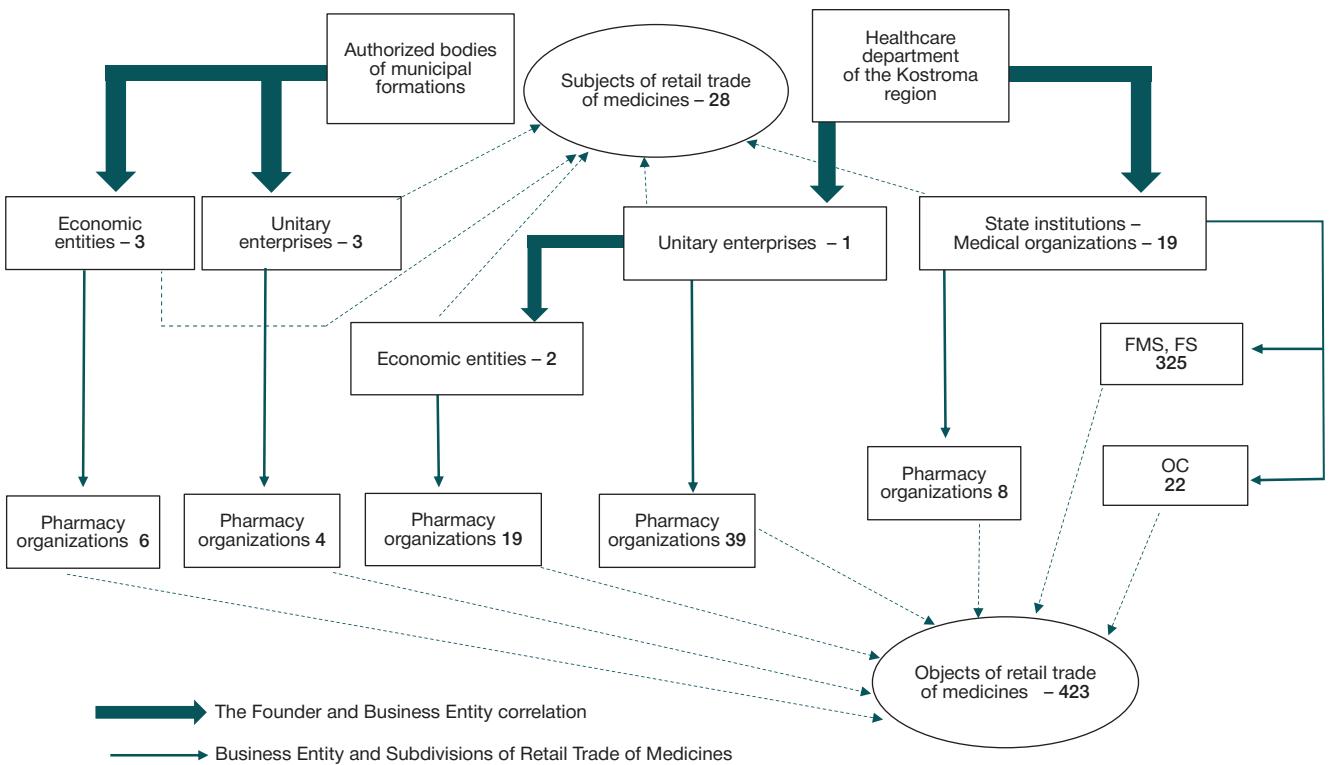 Authorized bodies
of municipal
formations
Subjects of retail trade
of medicines – 28
Healthcare
department
of the Kostroma
region
Economic
entities – 3
Unitary
enterprises – 3
Unitary enterprises – 1
State institutions –
Medical organizations – 19
Economic entities – 2
FMS, FS
325
OC
22
Pharmacy
organizations 6
Pharmacy
organizations 4
Pharmacy
organizations 19
Pharmacy
organizations 39
Pharmacy
organizations 8
Objects of retail trade
of medicines – 423
The Founder and Business Entity correlation
Business Entity and Subdivisions of Retail Trade of Medicines